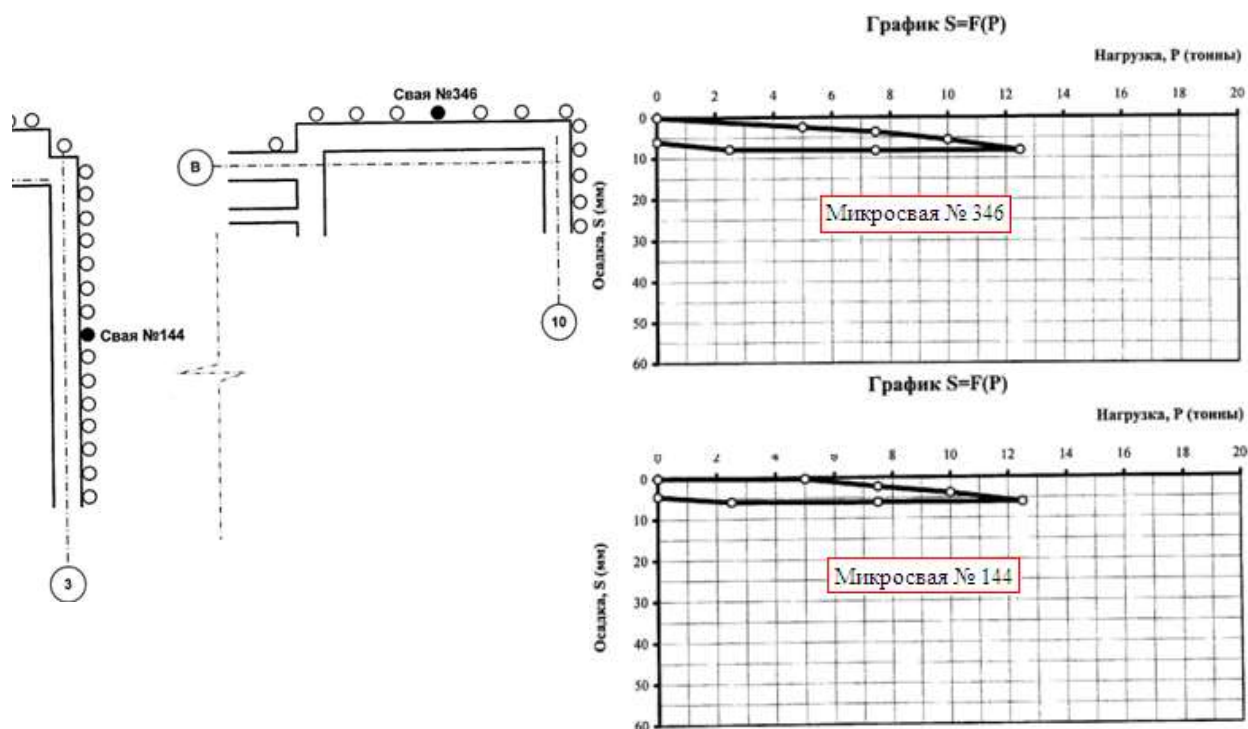 Свая №346
В
10
Свая №144
3
График S=F(P)
Нагрузка, P (тонны)
0 2 4 6 8 10 12 14 16 18 20
0
10
20
30
40
50
60
Осадка, S (мм)
Микросвая № 346
График S=F(P)
Нагрузка, P (тонны)
0 2 4 6 8 10 12 14 16 18 20
0
10
20
30
40
50
60
Осадка, S (мм)
Микросвая № 144